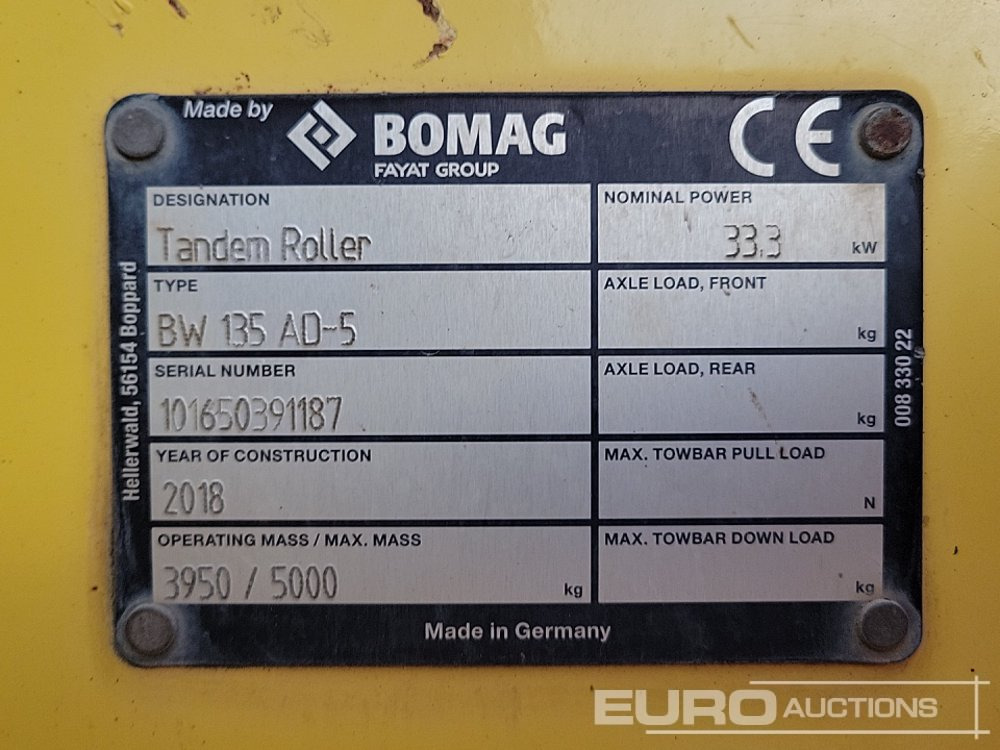 Made by BOMAG CE
FAYAT GROUP
DESIGNATION
Tandem Roller
NOMINAL POWER
33.3 kW
TYPE
BW 135 AD-5
AXLE LOAD, FRONT
kg
SERIAL NUMBER
101650391187
AXLE LOAD, REAR
kg
YEAR OF CONSTRUCTION
2018
MAX. TOWBAR PULL LOAD
N
OPERATING MASS / MAX. MASS
3950 / 5000 kg
MAX. TOWBAR DOWN LOAD
kg
Made in Germany
Hellerwald, 56154 Boppard
008 330 22
EURO AUCTIONS